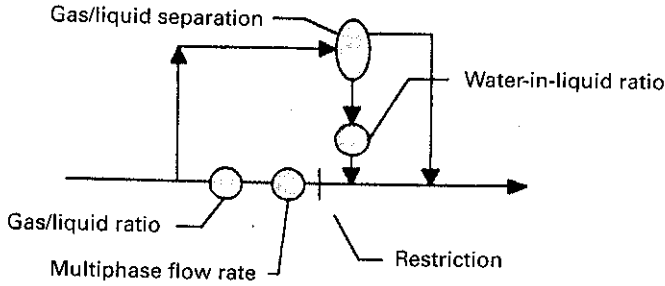 Gas/liquid separation
Water-in-liquid ratio
Gas/liquid ratio
Multiphase flow rate
Restriction